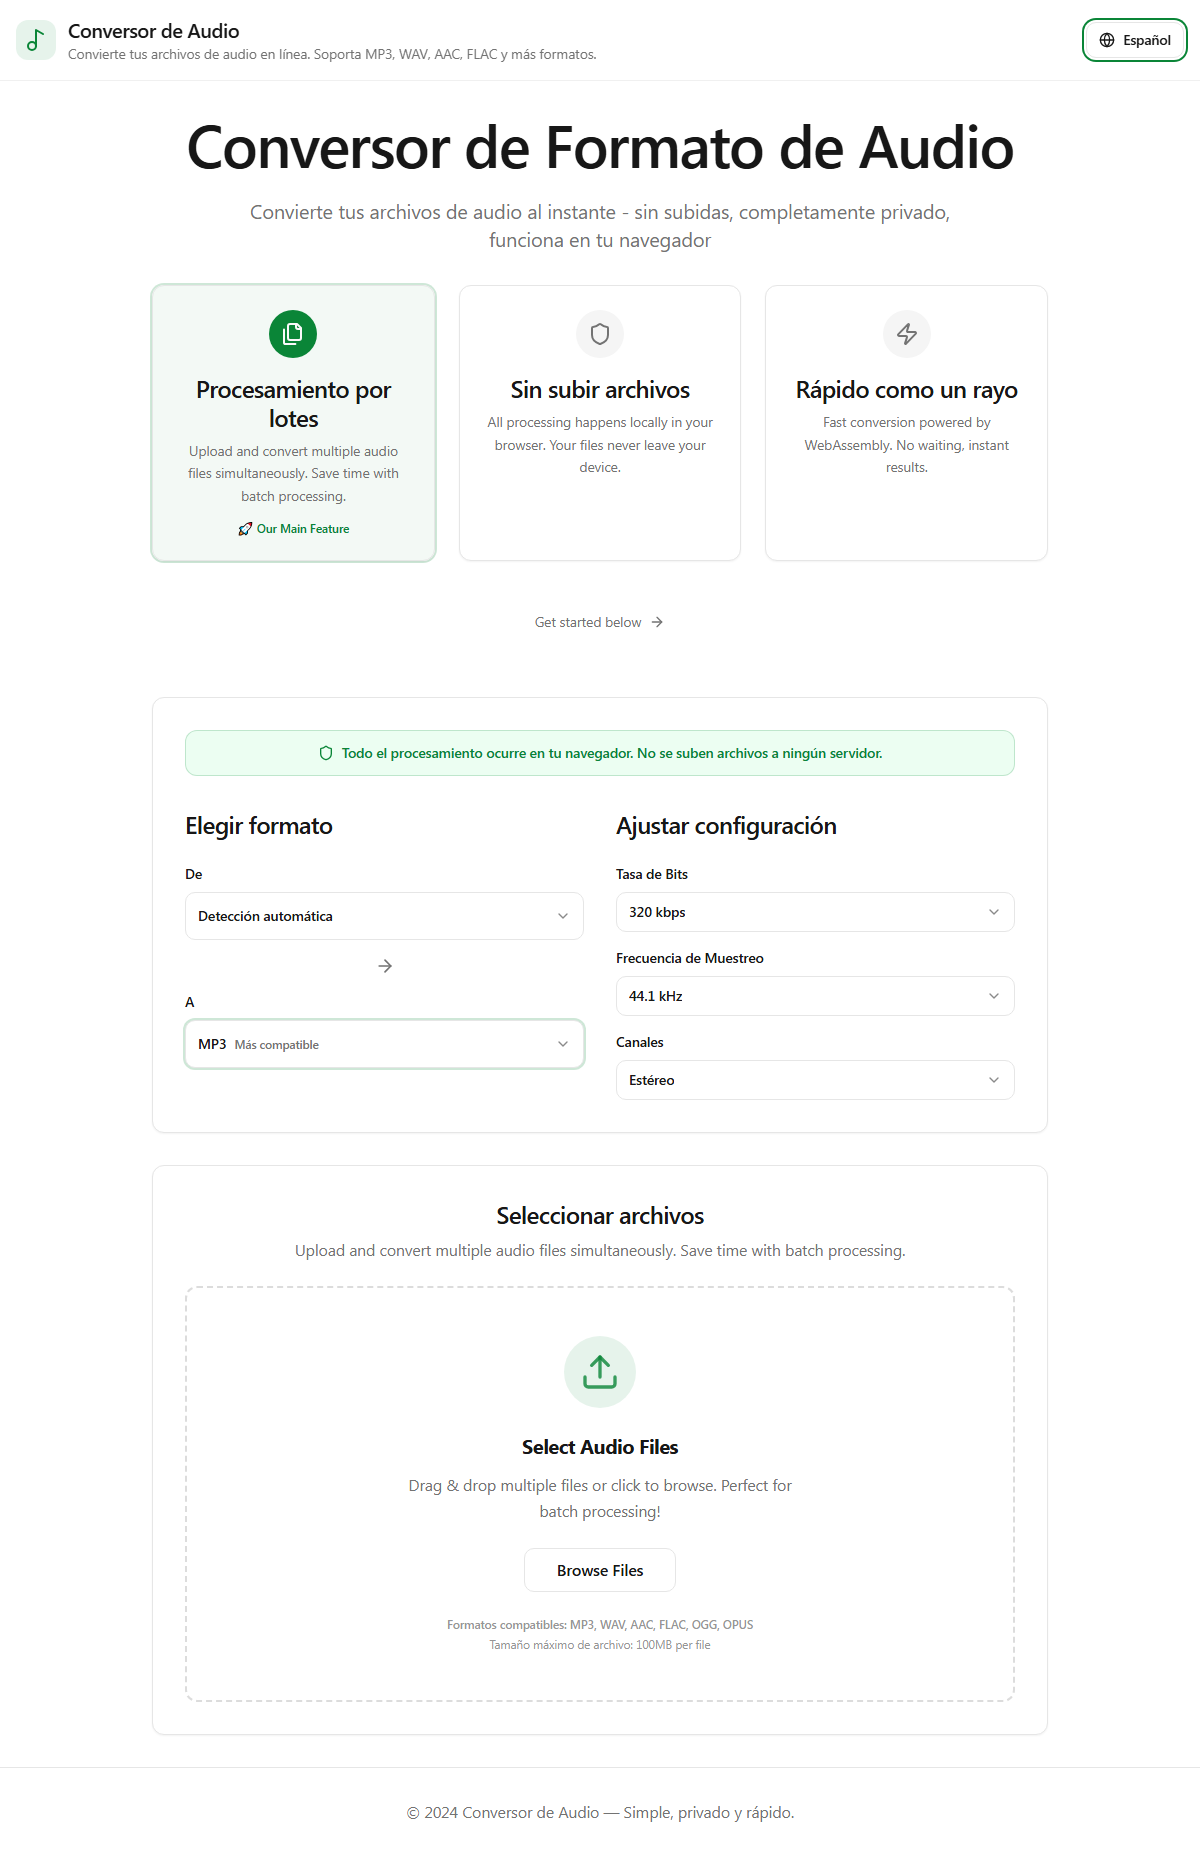 Conversor de Audio
Convierte tus archivos de audio en línea. Soporta MP3, WAV, AAC, FLAC y más formatos.
Español
Conversor de Formato de Audio
Convierte tus archivos de audio al instante - sin subidas, completamente privado,
funciona en tu navegador
Procesamiento por
lotes
Upload and convert multiple audio
files simultaneously. Save time with
batch processing.
🚀 Our Main Feature
Sin subir archivos
All processing happens locally in your
browser. Your files never leave your
device.
Rápido como un rayo
Fast conversion powered by
WebAssembly. No waiting, instant
results.
Get started below →
Todo el procesamiento ocurre en tu navegador. No se suben archivos a ningún servidor.
Elegir formato
De
Detección automática
→
A
MP3 Más compatible
Ajustar configuración
Tasa de Bits
320 kbps
Frecuencia de Muestreo
44.1 kHz
Canales
Estéreo
Seleccionar archivos
Upload and convert multiple audio files simultaneously. Save time with batch processing.
Select Audio Files
Drag & drop multiple files or click to browse. Perfect for
batch processing!
Browse Files
Formatos compatibles: MP3, WAV, AAC, FLAC, OGG, OPUS
Tamaño máximo de archivo: 100MB per file
© 2024 Conversor de Audio — Simple, privado y rápido.